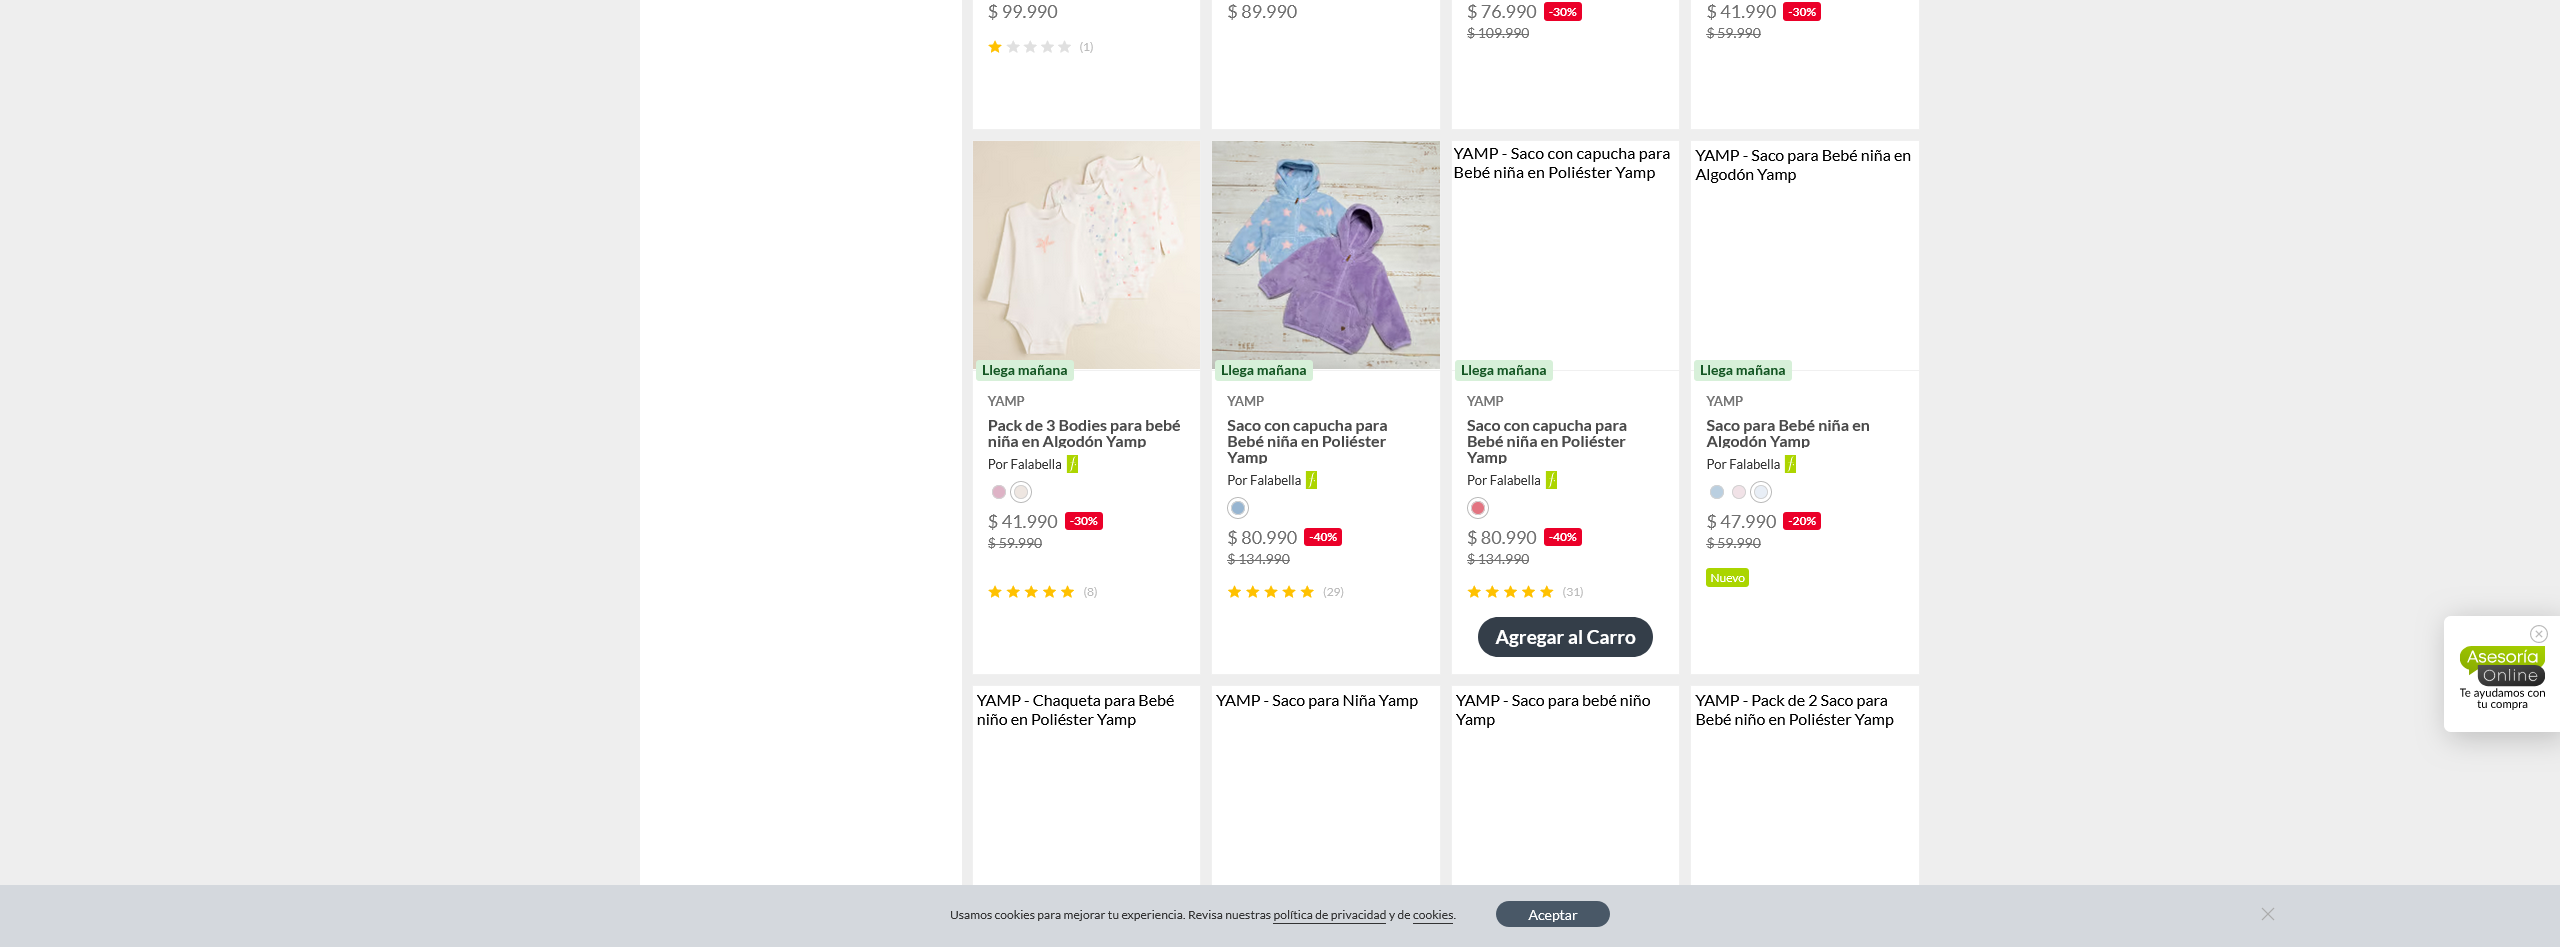 $ 99.990
(1)
$ 89.990
$ 76.990 -30%
$ 109.990
$ 41.990 -30%
$ 59.990
Llega mañana
YAMP
Pack de 3 Bodies para bebé
niña en Algodón Yamp
Por Falabella
$ 41.990 -30%
$ 59.990
(8)
Llega mañana
YAMP
Saco con capucha para
Bebé niña en Poliéster
Yamp
Por Falabella
$ 80.990 -40%
$ 134.990
(29)
YAMP - Saco con capucha para
Bebé niña en Poliéster Yamp
Llega mañana
YAMP
Saco con capucha para
Bebé niña en Poliéster
Yamp
Por Falabella
$ 80.990 -40%
$ 134.990
(31)
Agregar al Carro
YAMP - Saco para Bebé niña en
Algodón Yamp
Llega mañana
YAMP
Saco para Bebé niña en
Algodón Yamp
Por Falabella
$ 47.990 -20%
$ 59.990
Nuevo
YAMP - Chaqueta para Bebé
niño en Poliéster Yamp
YAMP - Saco para Niña Yamp
YAMP - Saco para bebé niño
Yamp
YAMP - Pack de 2 Saco para
Bebé niño en Poliéster Yamp
Asesoría
Online
Te ayudamos con
tu compra
Usamos cookies para mejorar tu experiencia. Revisa nuestras política de privacidad y de cookies.
Aceptar